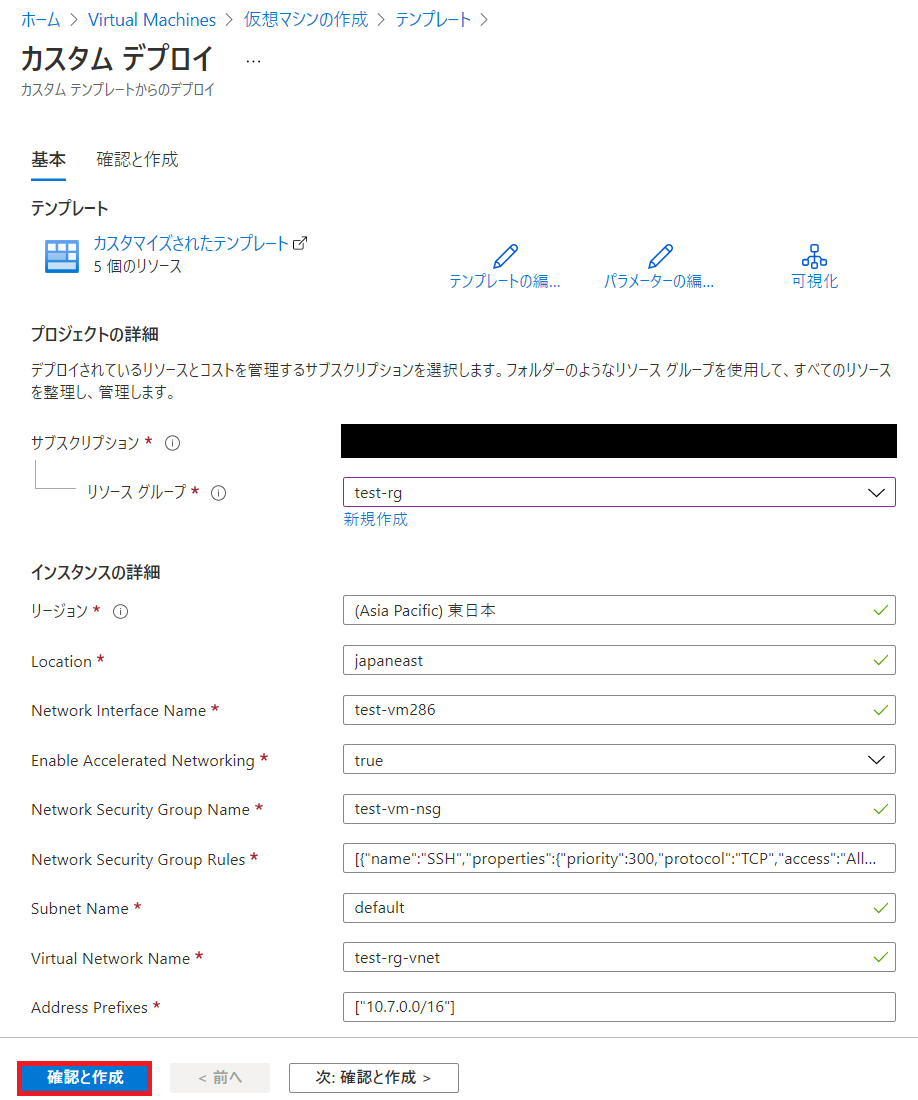 ホーム > Virtual Machines > 仮想マシンの作成 > テンプレート >
カスタム デプロイ ...
カスタム テンプレートからのデプロイ
基本 確認と作成
テンプレート
カスタマイズされたテンプレート
5 個のリソース
テンプレートの編... パラメーターの編... 可視化
プロジェクトの詳細
デプロイされているリソースとコストを管理するサブスクリプションを選択します。フォルダーのようなリソース グループを使用して、すべてのリソース
を整理し、管理します。
サブスクリプション *
リソース グループ * test-rg
新規作成
インスタンスの詳細
リージョン * (Asia Pacific) 東日本
Location * japaneast
Network Interface Name * test-vm286
Enable Accelerated Networking * true
Network Security Group Name * test-vm-nsg
Network Security Group Rules * [{"name":"SSH","properties":{"priority":300,"protocol":"TCP","access":"All...
Subnet Name * default
Virtual Network Name * test-rg-vnet
Address Prefixes * ["10.7.0.0/16"]
確認と作成 < 前へ 次: 確認と作成 >